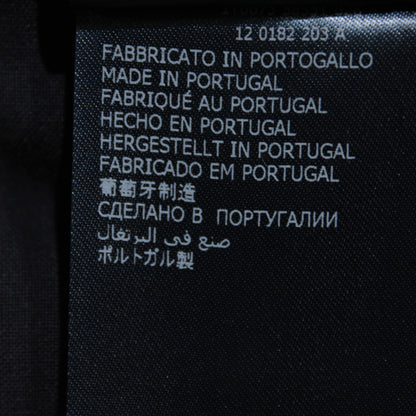 12 0182 203 A
FABBRICATO IN PORTOGALLO
MADE IN PORTUGAL
FABRIQUÉ AU PORTUGAL
HECHO EN PORTUGAL
HERGESTELLT IN PORTUGAL
FABRICADO EM PORTUGAL
葡萄牙制造
СДЕЛАНО В ПОРТУГАЛИИ
صنع في البرتغال
ポルトガル製